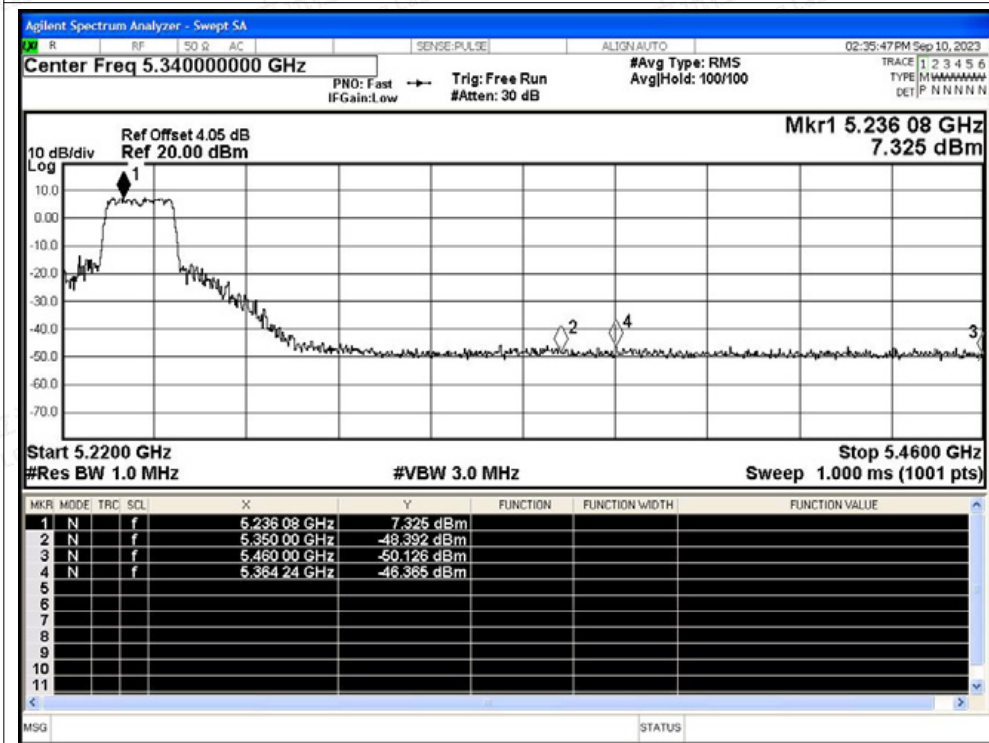 Agilent Spectrum Analyzer - Swept SA
LXI R RF 50 Ω AC SENSE:PULSE ALIGN AUTO 02:35:47 PM Sep 10, 2023
Center Freq 5.340000000 GHz
PNO: Fast
IFGain:Low
Trig: Free Run
#Atten: 30 dB
#Avg Type: RMS
Avg|Hold: 100/100
TRACE 1 2 3 4 5 6
TYPE M WWWWW
DET P N N N N N
Mkr1 5.236 08 GHz
7.325 dBm
Ref Offset 4.05 dB
10 dB/div Ref 20.00 dBm
Log
1
10.0
0.00
-10.0
-20.0
-30.0
-40.0
2
4
3
-50.0
-60.0
-70.0
Start 5.2200 GHz Stop 5.4600 GHz
#Res BW 1.0 MHz #VBW 3.0 MHz Sweep 1.000 ms (1001 pts)
MKR MODE TRC SCL X Y FUNCTION FUNCTION WIDTH FUNCTION VALUE
1 N f 5.236 08 GHz 7.325 dBm
2 N f 5.350 00 GHz -48.392 dBm
3 N f 5.460 00 GHz -50.126 dBm
4 N f 5.364 24 GHz -46.365 dBm
5
6
7
8
9
10
11
MSG STATUS